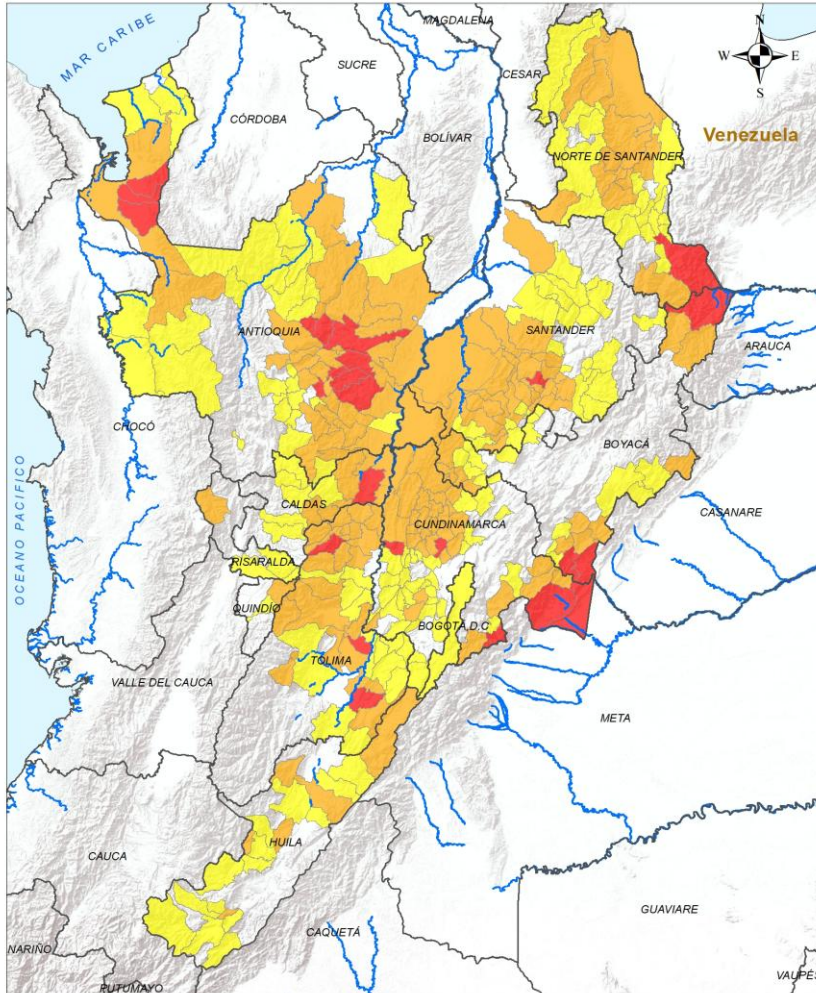 MAR CARIBE
MAGDALENA
SUCRE
CESAR
N
W
E
S
CÓRDOBA
BOLÍVAR
Venezuela
NORTE DE SANTANDER
ANTIOQUIA
SANTANDER
ARAUCA
CHOCÓ
BOYACÁ
CALDAS
CUNDINAMARCA
CASANARE
OCEANO PACIFICO
RISARALDA
QUINDÍO
BOGOTÁ,D.C
TOLIMA
VALLE DEL CAUCA
META
HUILA
CAUCA
GUAVIARE
CAQUETÁ
NARIÑO
PUTUMAYO
VAUPÉS